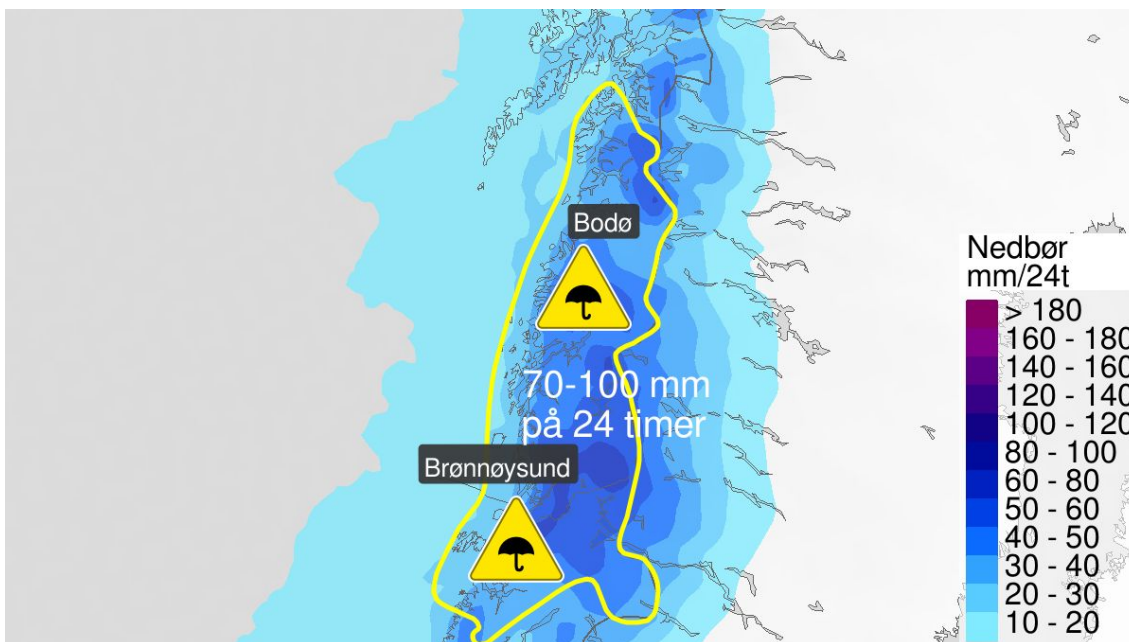 Bodø
70-100 mm
på 24 timer
Brønnøysund
Nedbør
mm/24t
> 180
160 - 180
140 - 160
120 - 140
100 - 120
80 - 100
60 - 80
50 - 60
40 - 50
30 - 40
20 - 30
10 - 20